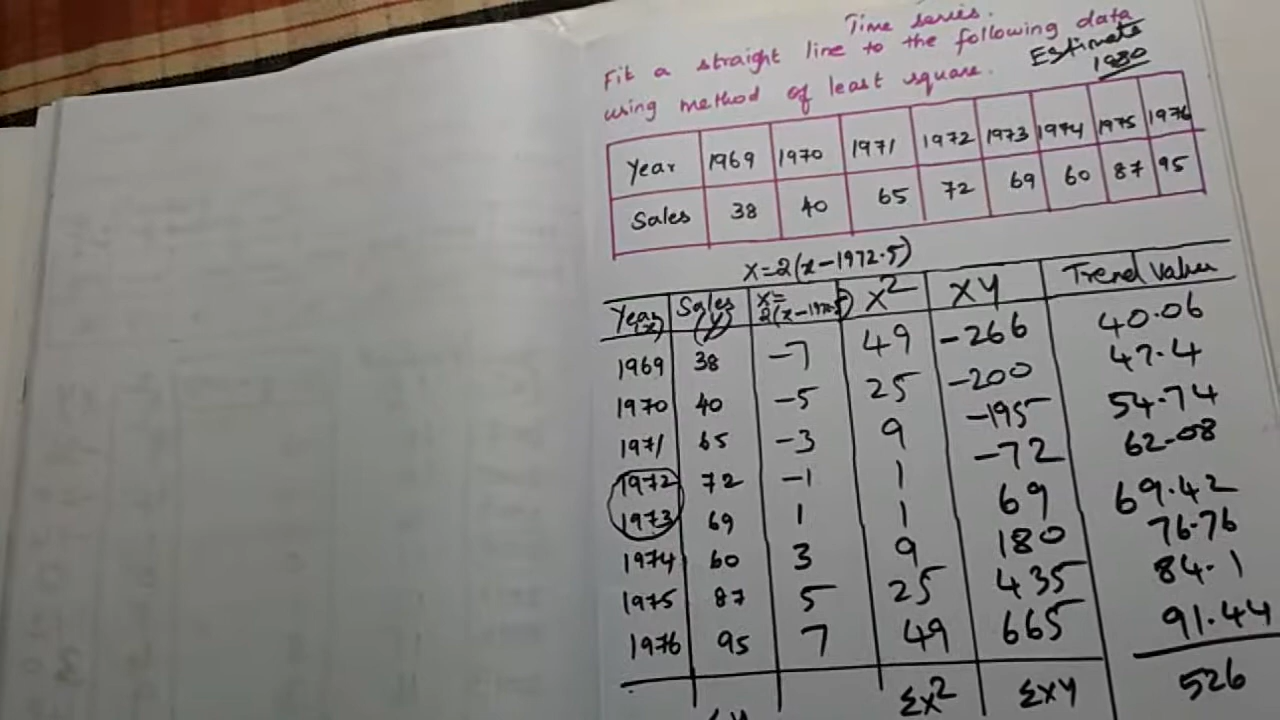 Time series.
Fit a straight line to the following data
using method of least square. Estimate
1980
Year 1969 1970 1971 1972 1973 1974 1975 1976
Sales 38 40 65 72 69 60 87 95
X=2(x-1972.5)
Year (x) Sales (y) X= 2(x-1972.5) X² XY Trend Value
1969 38 -7 49 -266 40.06
1970 40 -5 25 -200 47.4
1971 65 -3 9 -195 54.74
1972 72 -1 1 -72 62.08
1973 69 1 1 69 69.42
1974 60 3 9 180 76.76
1975 87 5 25 435 84.1
1976 95 7 49 665 91.44
Σx² Σxy 526